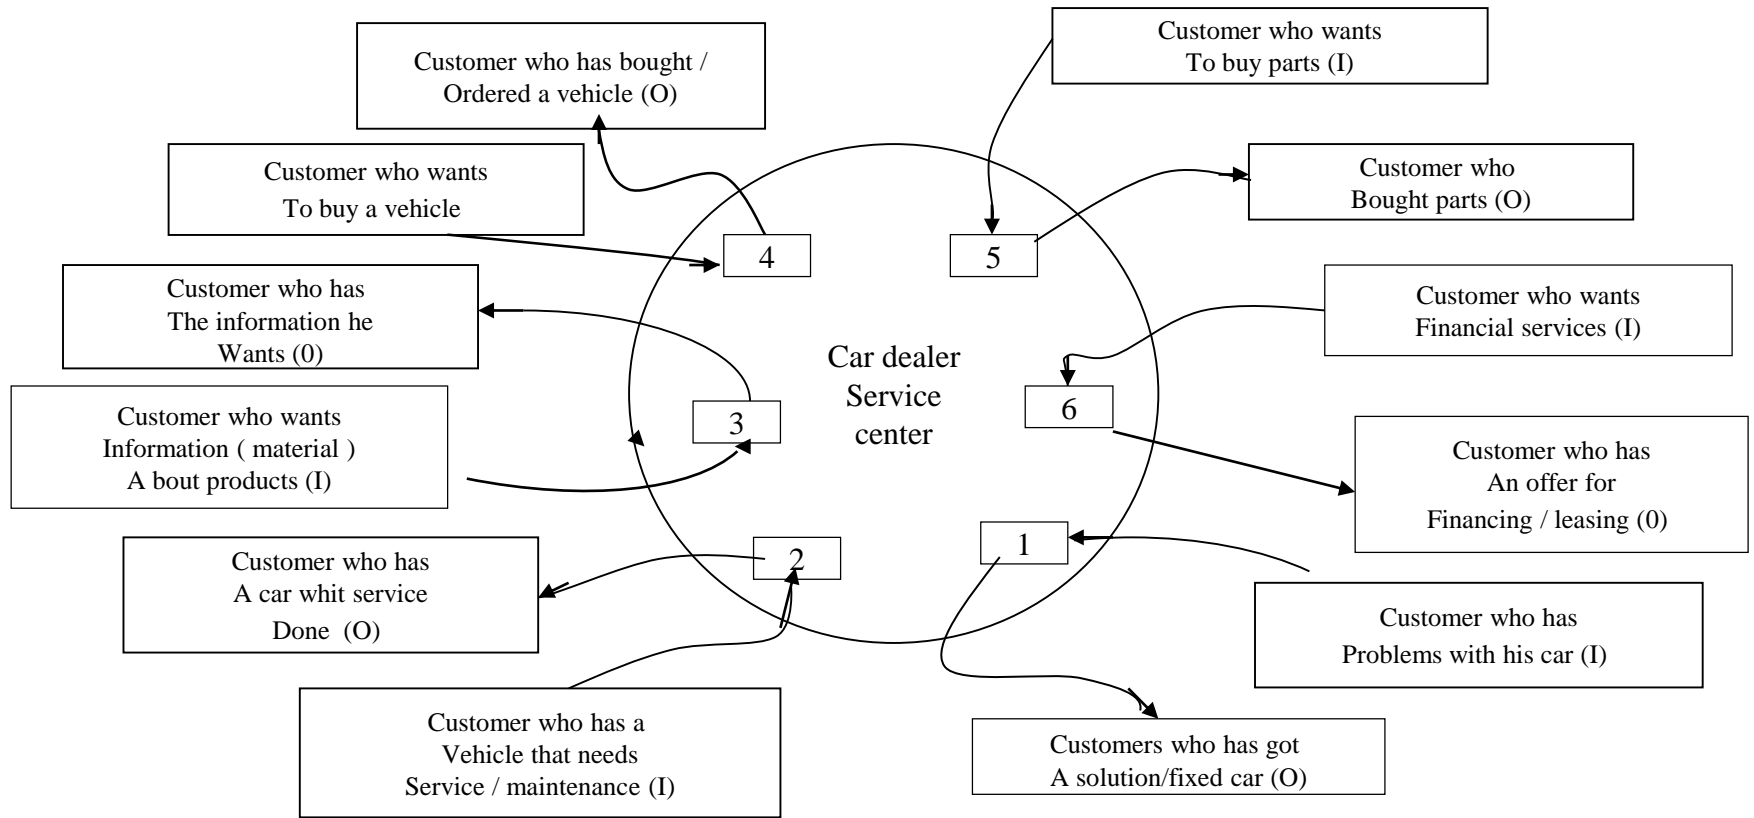 Customer who has bought /
Ordered a vehicle (O)
Customer who wants
To buy parts (I)
Customer who wants
To buy a vehicle
Customer who
Bought parts (O)
4
5
Customer who has
The information he
Wants (0)
Customer who wants
Financial services (I)
Car dealer
Service
center
3
6
Customer who wants
Information ( material )
A bout products (I)
Customer who has
An offer for
Financing / leasing (0)
2
1
Customer who has
A car whit service
Done (O)
Customer who has
Problems with his car (I)
Customer who has a
Vehicle that needs
Service / maintenance (I)
Customers who has got
A solution/fixed car (O)